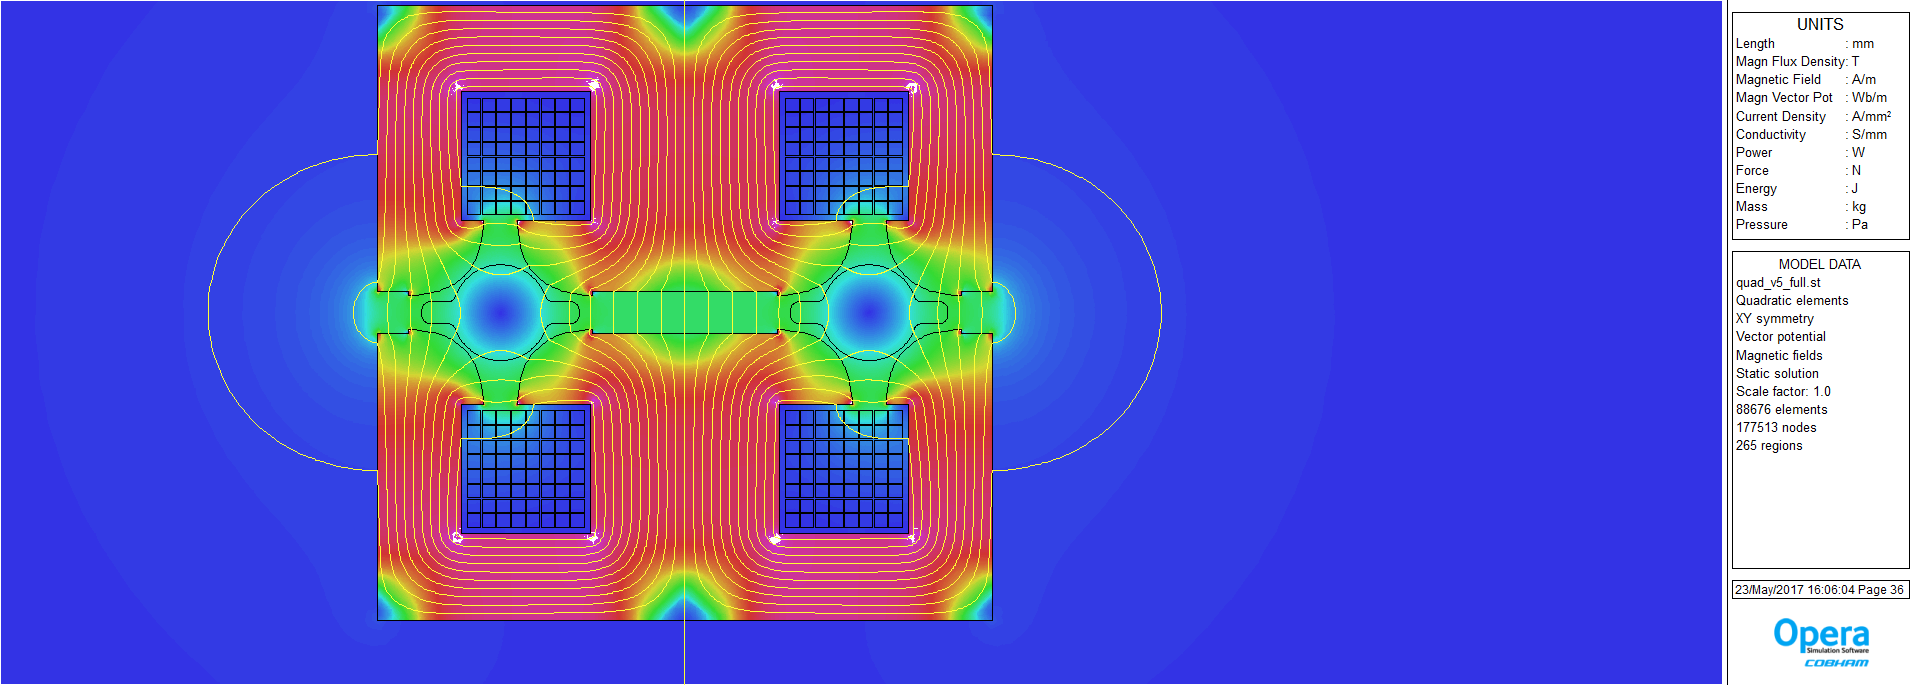 UNITS
Length : mm
Magn Flux Density: T
Magnetic Field : A/m
Magn Vector Pot : Wb/m
Current Density : A/mm²
Conductivity : S/mm
Power : W
Force : N
Energy : J
Mass : kg
Pressure : Pa
MODEL DATA
quad_v5_full.st
Quadratic elements
XY symmetry
Vector potential
Magnetic fields
Static solution
Scale factor: 1.0
88676 elements
177513 nodes
265 regions
23/May/2017 16:06:04 Page 36
Opera
Simulation Software
COBHAM